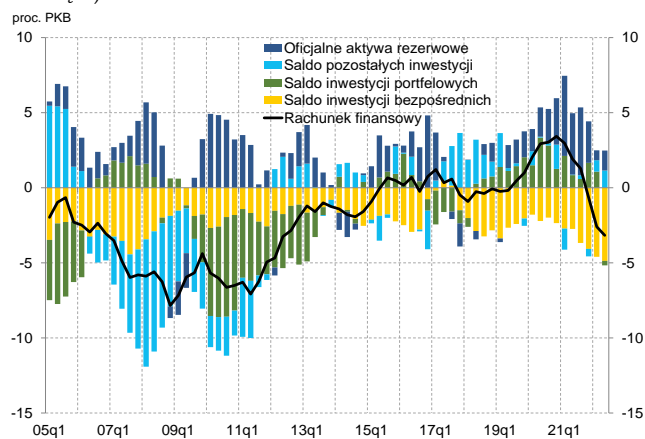 proc. PKB
10
10
Oficjalne aktywa rezerwowe
Saldo pozostałych inwestycji
Saldo inwestycji portfelowych
Saldo inwestycji bezpośrednich
Rachunek finansowy
5
5
0
0
-5
-5
-10
-10
-15
-15
05q1 07q1 09q1 11q1 13q1 15q1 17q1 19q1 21q1